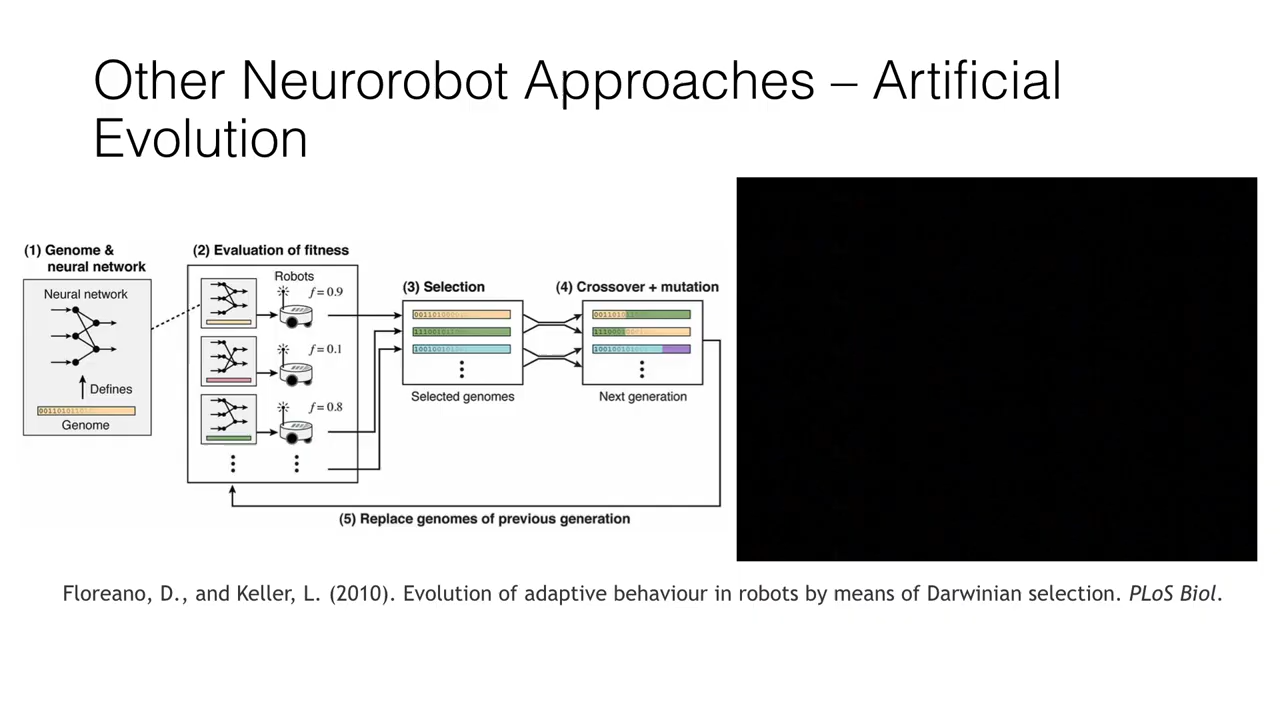 Other Neurorobot Approaches – Artificial
Evolution
(1) Genome &
neural network
Neural network
Defines
Genome
(2) Evaluation of fitness
Robots
f = 0.9
f = 0.1
f = 0.8
(3) Selection
Selected genomes
(4) Crossover + mutation
Next generation
(5) Replace genomes of previous generation
Floreano, D., and Keller, L. (2010). Evolution of adaptive behaviour in robots by means of Darwinian selection. PLoS Biol.